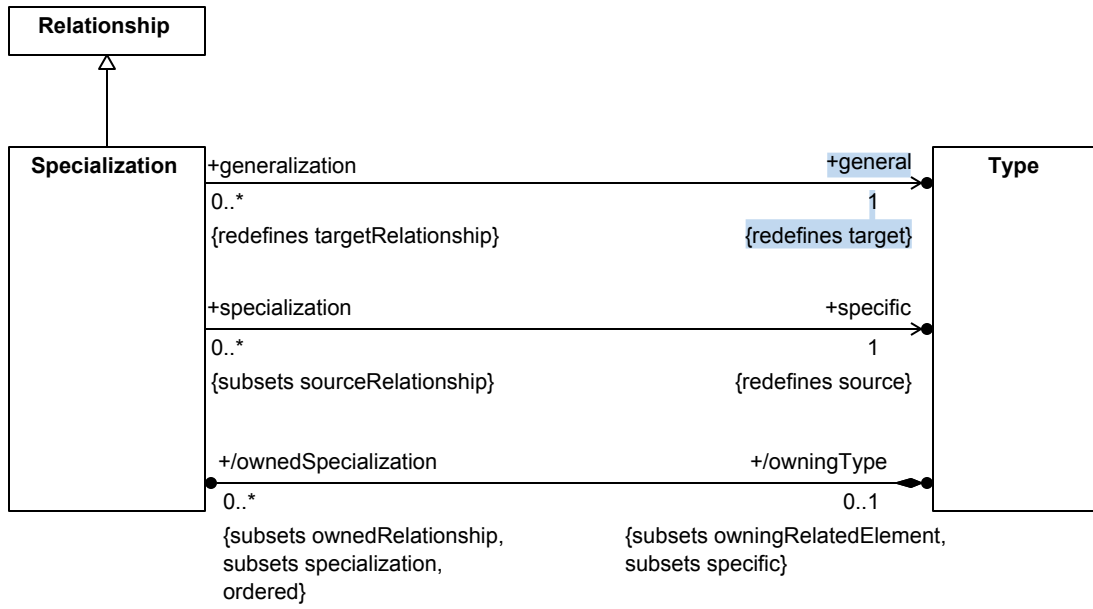 Relationship
Specialization
Type
+generalization
+general
0..*
1
{redefines targetRelationship}
{redefines target}
+specialization
+specific
0..*
1
{subsets sourceRelationship}
{redefines source}
+/ownedSpecialization
+/owningType
0..*
0..1
{subsets ownedRelationship,
subsets specialization,
ordered}
{subsets owningRelatedElement,
subsets specific}